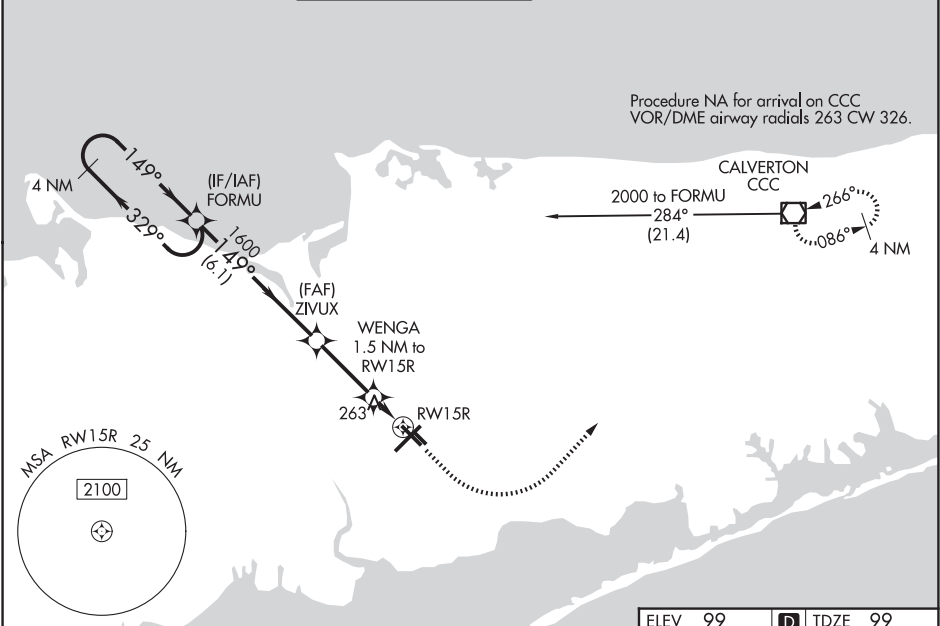 Procedure NA for arrival on CCC
VOR/DME airway radials 263 CW 326.
CALVERTON
CCC
2000 to FORMU
284°
(21.4)
266°
086°
4 NM
149°
4 NM
329°
(IF/IAF)
FORMU
1600
149°
(6.1)
(FAF)
ZIVUX
WENGA
1.5 NM to
RW15R
263
RW15R
MSA RW15R 25 NM
2100
ELEV 99 D TDZE 99